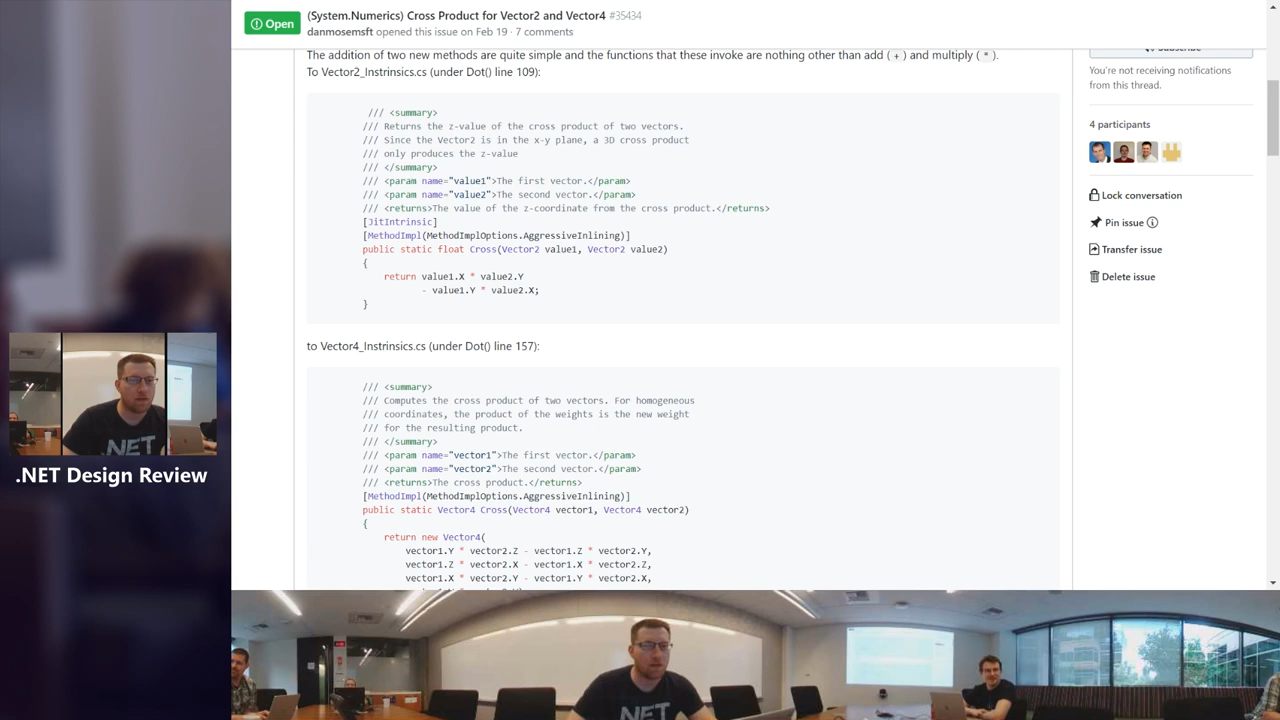 Open
(System.Numerics) Cross Product for Vector2 and Vector4 #35434
danmosemsft opened this issue on Feb 19 · 7 comments
The addition of two new methods are quite simple and the functions that these invoke are nothing other than add ( + ) and multiply ( * ).
To Vector2_Instrinsics.cs (under Dot() line 109):
/// <summary>
/// Returns the z-value of the cross product of two vectors.
/// Since the Vector2 is in the x-y plane, a 3D cross product
/// only produces the z-value
/// </summary>
/// <param name="value1">The first vector.</param>
/// <param name="value2">The second vector.</param>
/// <returns>The value of the z-coordinate from the cross product.</returns>
[JitIntrinsic]
[MethodImpl(MethodImplOptions.AggressiveInlining)]
public static float Cross(Vector2 value1, Vector2 value2)
{
return value1.X * value2.Y
- value1.Y * value2.X;
}
to Vector4_Instrinsics.cs (under Dot() line 157):
/// <summary>
/// Computes the cross product of two vectors. For homogeneous
/// coordinates, the product of the weights is the new weight
/// for the resulting product.
/// </summary>
/// <param name="vector1">The first vector.</param>
/// <param name="vector2">The second vector.</param>
/// <returns>The cross product.</returns>
[MethodImpl(MethodImplOptions.AggressiveInlining)]
public static Vector4 Cross(Vector4 vector1, Vector4 vector2)
{
return new Vector4(
vector1.Y * vector2.Z - vector1.Z * vector2.Y,
vector1.Z * vector2.X - vector1.X * vector2.Z,
vector1.X * vector2.Y - vector1.Y * vector2.X,
You're not receiving notifications
from this thread.
4 participants
Lock conversation
Pin issue
Transfer issue
Delete issue
.NET
.NET Design Review
.NET